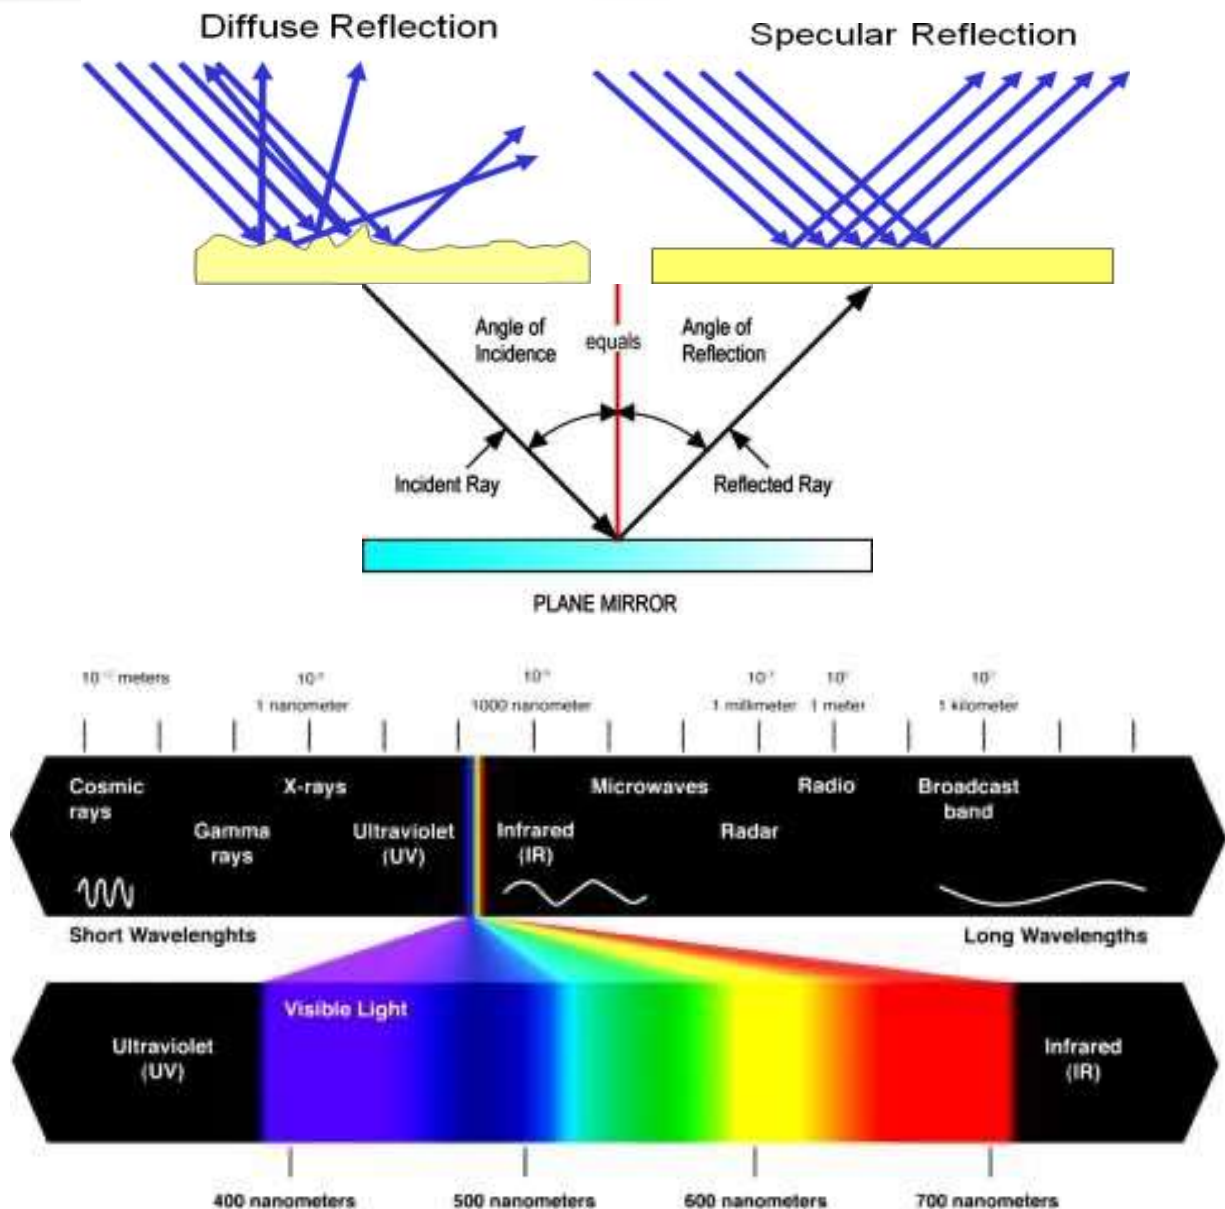 Diffuse Reflection
Specular Reflection
Angle of
Incidence
equals
Angle of
Reflection
Incident Ray
Reflected Ray
PLANE MIRROR
meters
1 nanometer
1000 nanometer
1 millimeter
1 meter
1 kilometer
Cosmic
rays
X-rays
Microwaves
Radio
Broadcast
band
Gamma
rays
Ultraviolet
(UV)
Infrared
(IR)
Radar
Short Wavelenghts
Long Wavelengths
Visible Light
Ultraviolet
(UV)
Infrared
(IR)
400 nanometers
500 nanometers
600 nanometers
700 nanometers